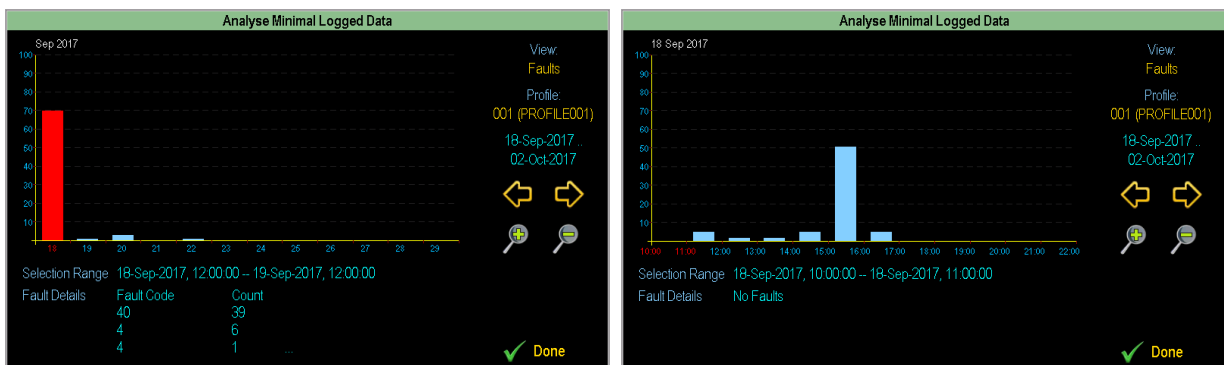 Analyse Minimal Logged Data
Sep 2017
100
90
80
70
60
50
40
30
20
10
18 19 20 21 22 23 24 25 26 27 28 29
View:
Faults
Profile:
001 (PROFILE001)
18-Sep-2017 ..
02-Oct-2017
Selection Range 18-Sep-2017, 12:00:00 -- 19-Sep-2017, 12:00:00
Fault Details Fault Code Count
40 39
4 6
4 1 ...
Done
Analyse Minimal Logged Data
18 Sep 2017
100
90
80
70
60
50
40
30
20
10
10:00 11:00 12:00 13:00 14:00 15:00 16:00 17:00 18:00 19:00 20:00 21:00 22:00
View:
Faults
Profile:
001 (PROFILE001)
18-Sep-2017 ..
02-Oct-2017
Selection Range 18-Sep-2017, 10:00:00 -- 18-Sep-2017, 11:00:00
Fault Details No Faults
Done